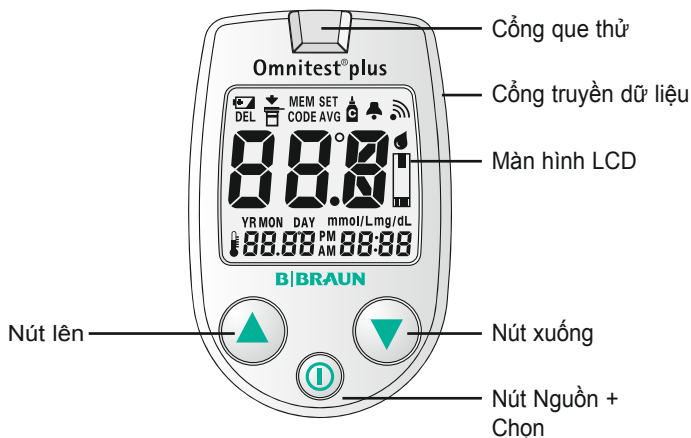 Cổng que thử
Omnitest®plus
Cổng truyền dữ liệu
MEM SET
DEL CODE AVG C
88°.8 Màn hình LCD
YR MON DAY mmol/L mg/dL
88.88 PM AM 88:88
B|BRAUN
Nút lên
Nút xuống
Nút Nguồn +
Chọn